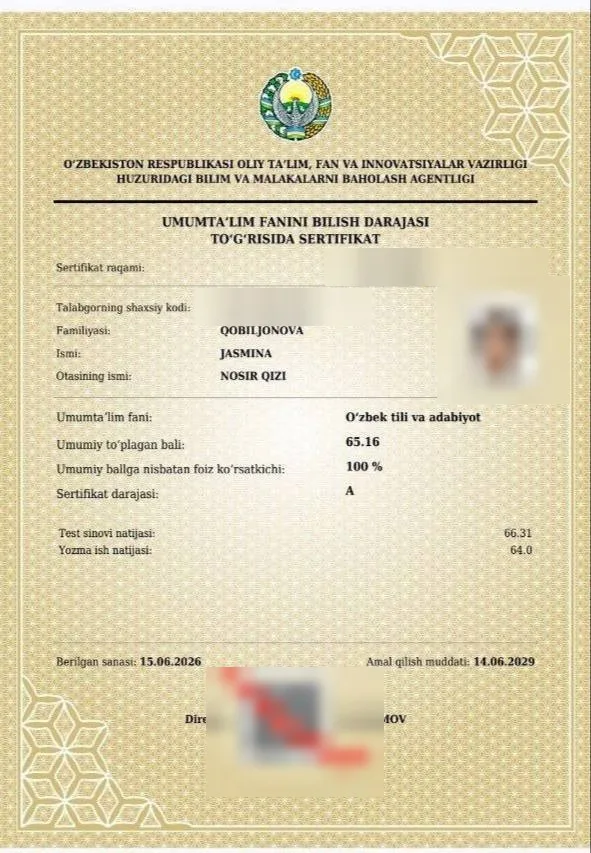 O‘ZBEKISTON RESPUBLIKASI OLIY TA’LIM, FAN VA INNOVATSIYALAR VAZIRLIGI
HUZURIDAGI BILIM VA MALAKALARNI BAHOLASH AGENTLIGI
UMUMTA’LIM FANINI BILISH DARAJASI
TO‘G‘RISIDA SERTIFIKAT
Sertifikat raqami:
Talabgorning shaxsiy kodi:
Familiyasi: QOBILJONOVA
Ismi: JASMINA
Otasining ismi: NOSIR QIZI
Umumta’lim fani: O‘zbek tili va adabiyot
Umumiy to‘plagan bali: 65.16
Umumiy ballga nisbatan foiz ko‘rsatkichi: 100 %
Sertifikat darajasi: A
Test sinovi natijasi: 66.31
Yozma ish natijasi: 64.0
Berilgan sanasi: 15.06.2026 Amal qilish muddati: 14.06.2029